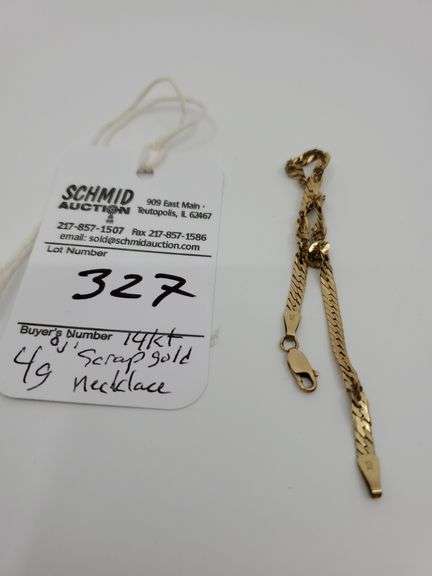 SCHMID
AUCTION
909 East Main -
Teutopolis, IL 62467
217-857-1507 Fax 217-857-1586
email: sold@schmidauction.com
Lot Number
327
Buyer's Number 14kt
4g Scrap gold
necklace